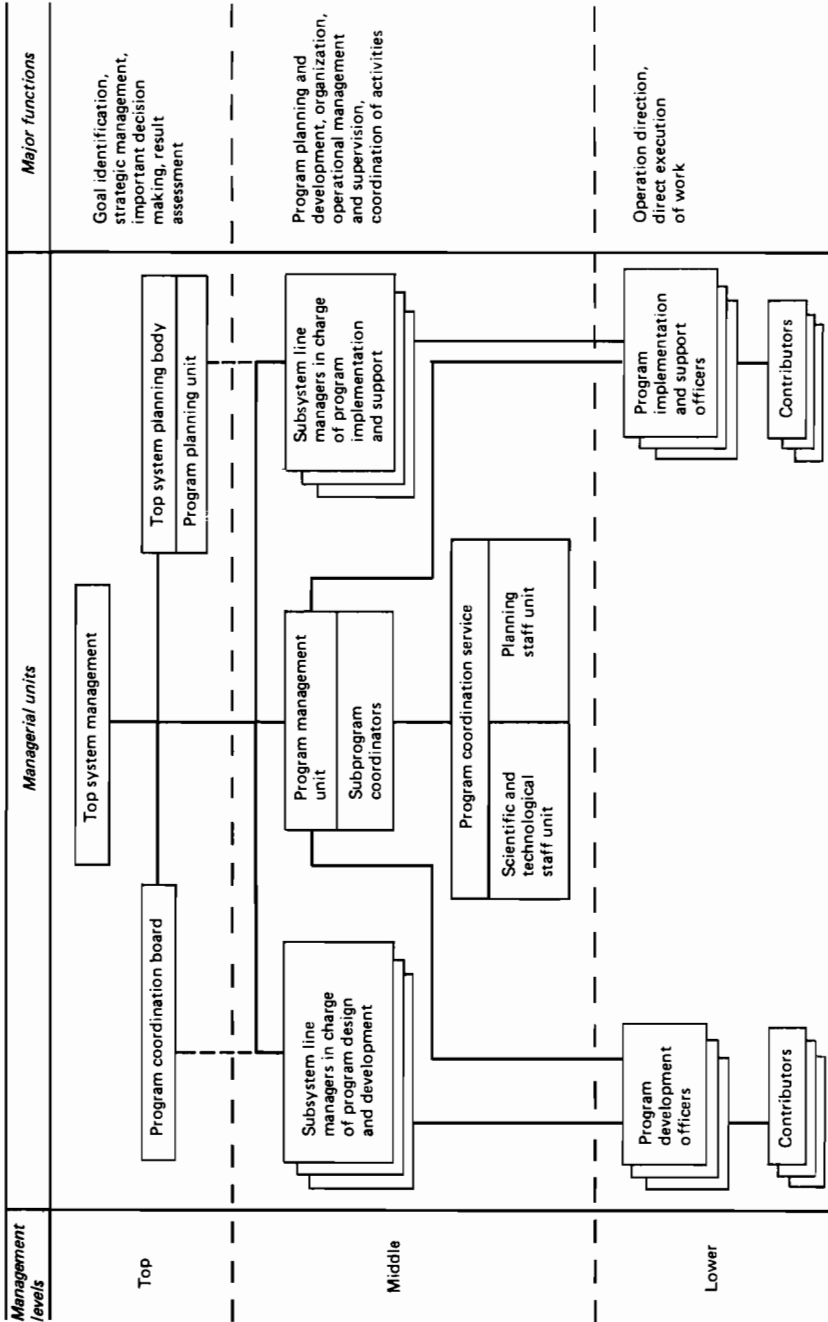 Management
levels
Managerial units
Major functions
Top
Top system management
Program coordination board
Top system planning body
Program planning unit
Goal identification,
strategic management,
important decision
making, result
assessment
Middle
Subsystem line
managers in charge
of program design
and development
Program management
unit
Subprogram
coordinators
Subsystem line
managers in charge
of program
implementation
and support
Program coordination service
Scientific and
technological
staff unit
Planning
staff unit
Program planning and
development, organization,
operational management
and supervision,
coordination of activities
Lower
Program
development
officers
Contributors
Program
implementation
and support
officers
Contributors
Operation direction,
direct execution
of work